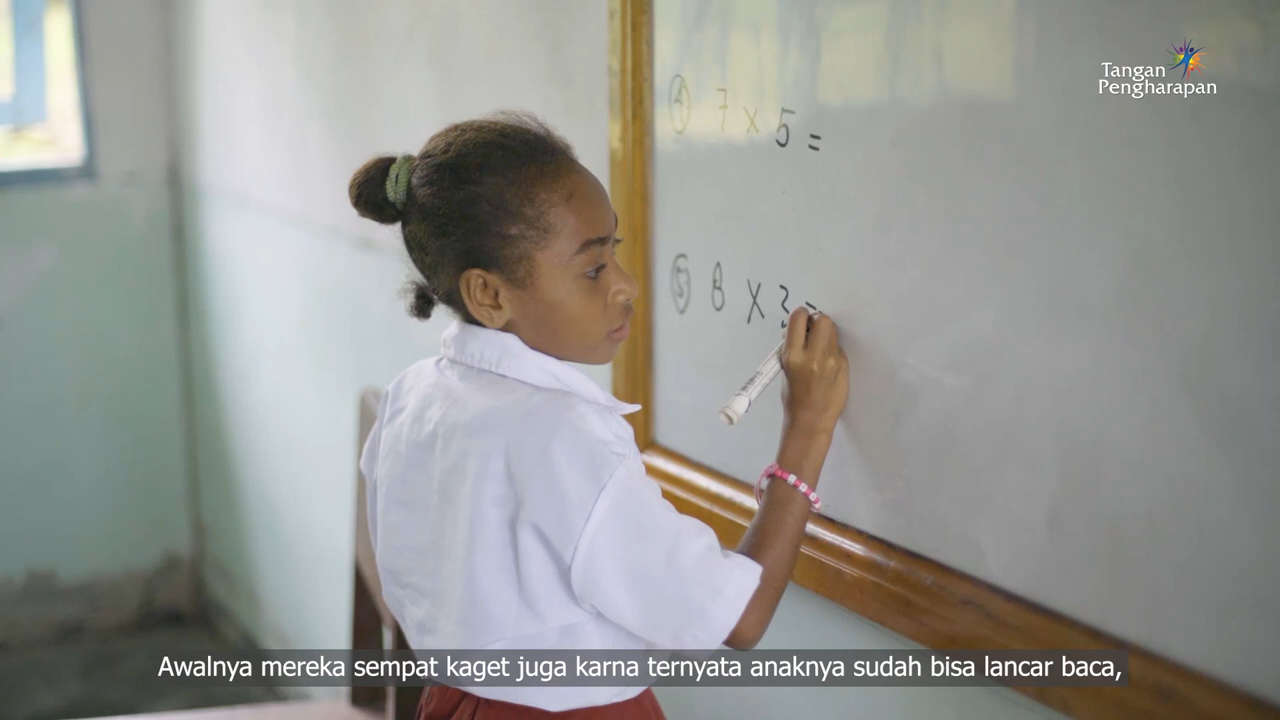 Tangan
Pengharapan
④ 7 x 5 =
⑤ 8 x 3 =
Awalnya mereka sempat kaget juga karna ternyata anaknya sudah bisa lancar baca,